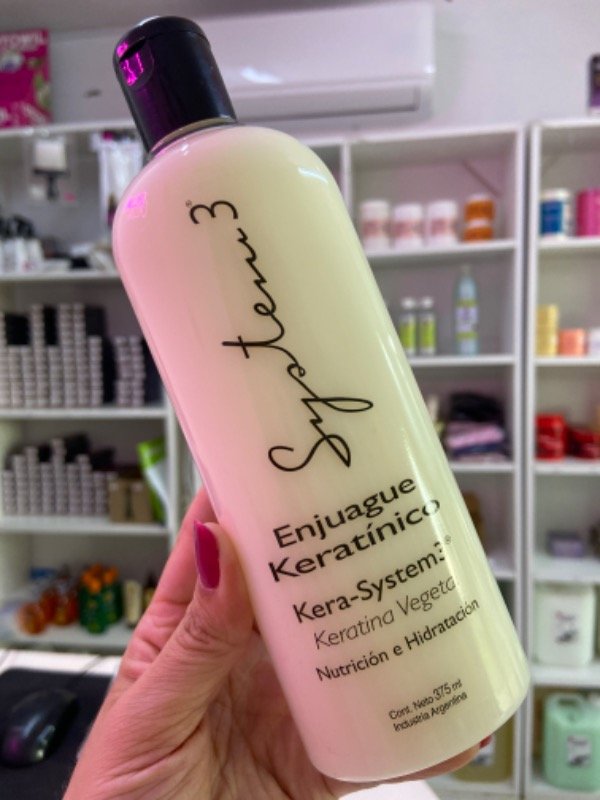 System3®
Enjuague
Keratínico
Kera-System3®
Keratina Vegetal
Nutrición e Hidratación
Cont. Neto 375 ml
Industria Argentina